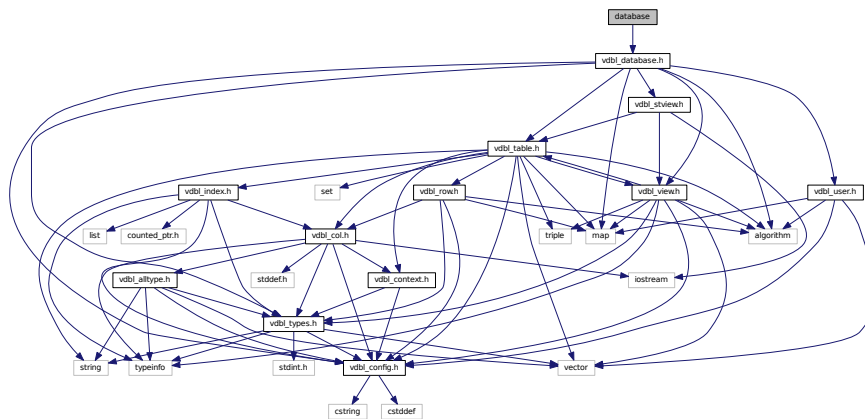 database
vdbl_database.h
vdbl_stview.h
vdbl_table.h
vdbl_index.h
set
vdbl_row.h
vdbl_view.h
vdbl_user.h
list
counted_ptr.h
vdbl_col.h
triple
map
algorithm
vdbl_alltype.h
stddef.h
vdbl_context.h
iostream
vdbl_types.h
string
typeinfo
stdint.h
vdbl_config.h
vector
cstring
cstddef